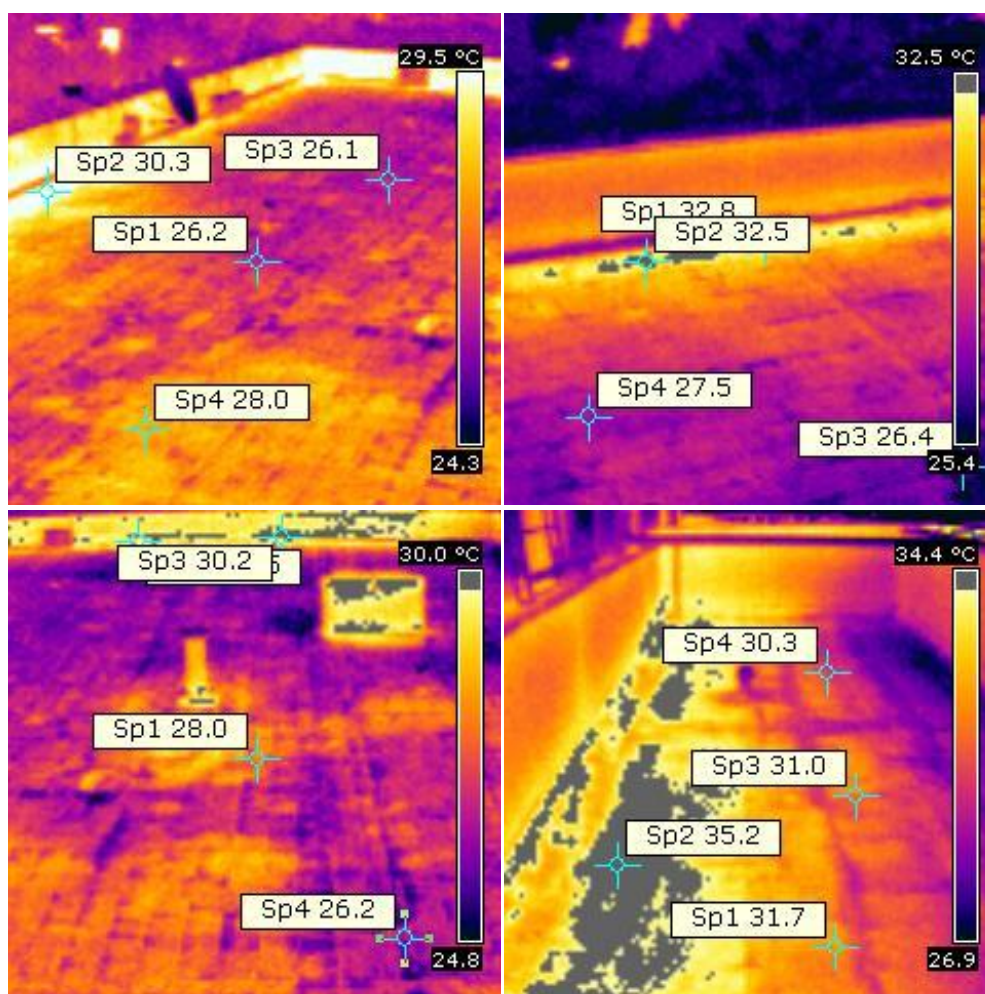 29.5 °C
Sp3 26.1
Sp2 30.3
Sp1 26.2
Sp4 28.0
24.3
32.5 °C
Sp1 32.8
Sp2 32.5
Sp4 27.5
Sp3 26.4
25.4
30.0 °C
Sp3 30.2
Sp1 28.0
Sp4 26.2
24.8
34.4 °C
Sp4 30.3
Sp3 31.0
Sp2 35.2
Sp1 31.7
26.9